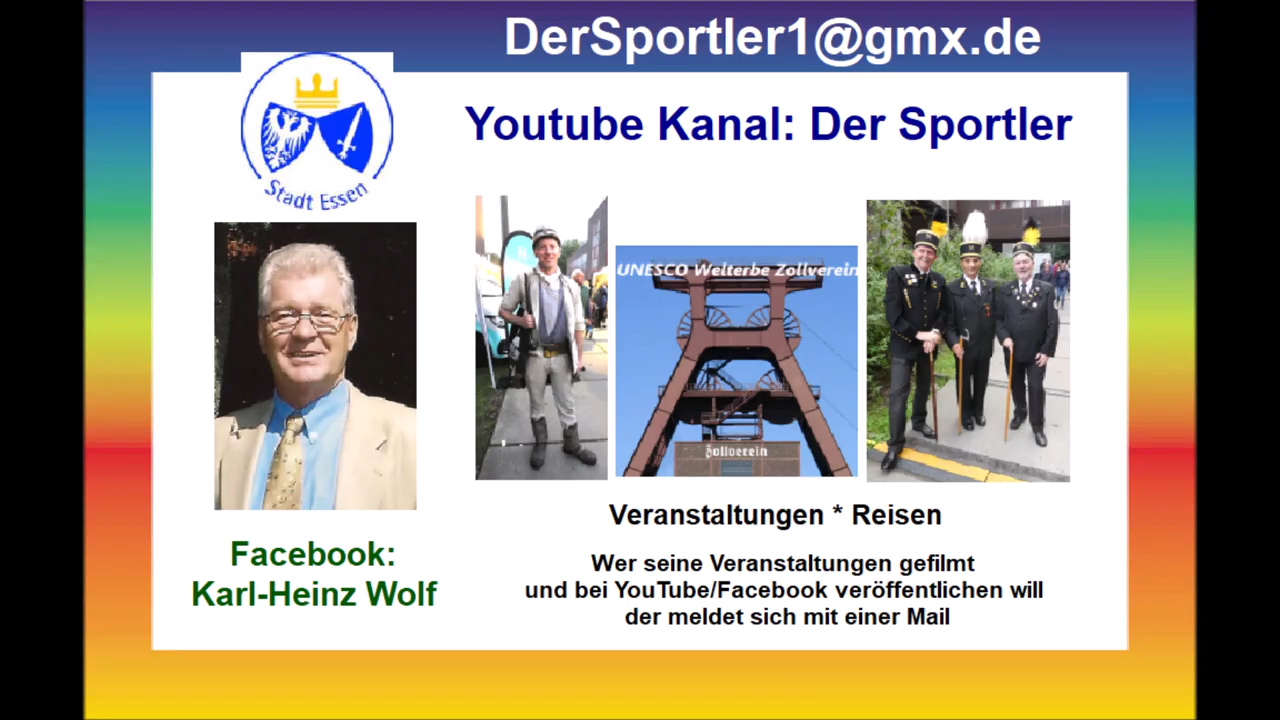 DerSportler1@gmx.de
Youtube Kanal: Der Sportler
Stadt Essen
UNESCO Welterbe Zollverein
Zollverein
Veranstaltungen * Reisen
Facebook:
Karl-Heinz Wolf
Wer seine Veranstaltungen gefilmt
und bei YouTube/Facebook veröffentlichen will
der meldet sich mit einer Mail